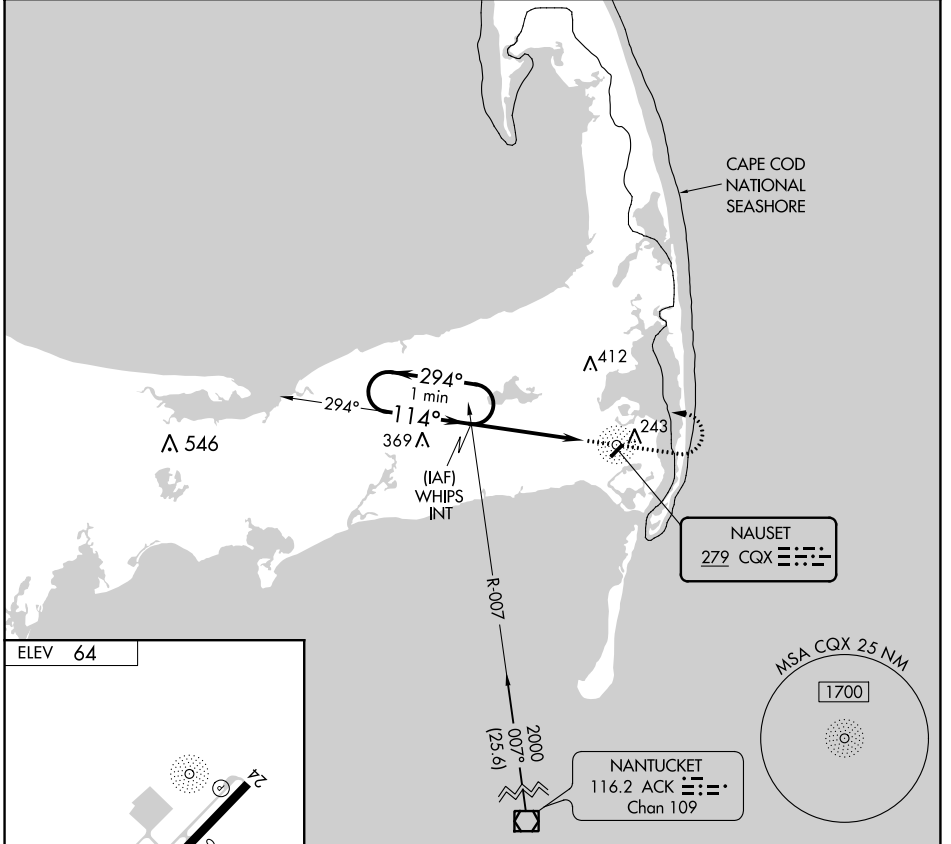 CAPE COD
NATIONAL
SEASHORE
412
294°
1 min
294°
114°
243
546
369
(IAF)
WHIPS
INT
NAUSET
279 CQX
R-007
ELEV 64
MSA CQX 25 NM
1700
2000
007°
(25.6)
NANTUCKET
116.2 ACK
Chan 109
P
24